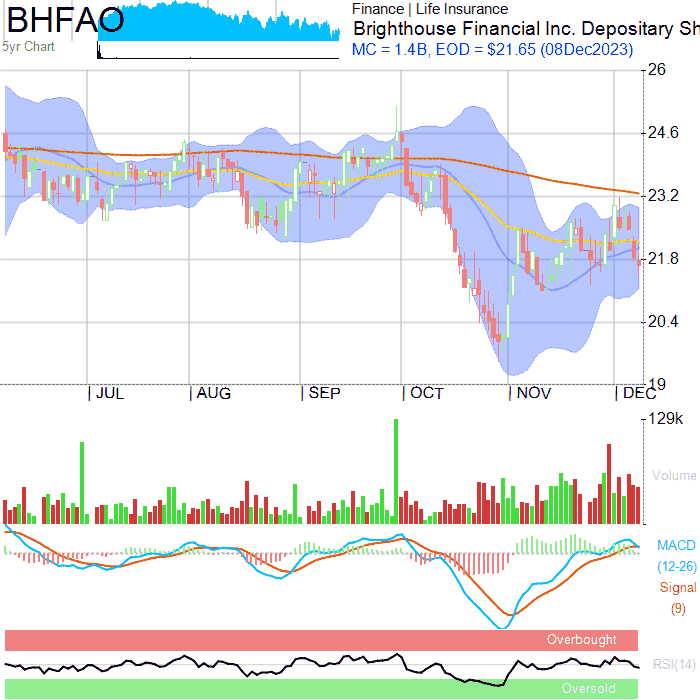 BHFAO
5yr Chart
Finance | Life Insurance
Brighthouse Financial Inc. Depositary Sh
MC = 1.4B, EOD = $21.65 (08Dec2023)
26
24.6
23.2
21.8
20.4
19
JUL AUG SEP OCT NOV DEC
129k
Volume
MACD
(12-26)
Signal
(9)
Overbought
RSI(14)
Oversold